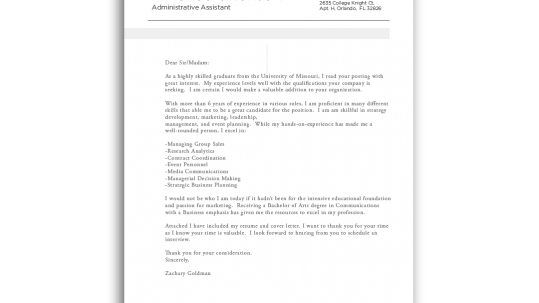 Administrative Assistant
2635 College Knight Ct.
Apt. H. Orlando, FL 32826
Dear Sir/Madam:
As a highly skilled graduate from the University of Missouri, I read your posting with
great interest. My experience levels well with the qualifications your company is
seeking. I am certain I would make a valuable addition to your organization.
With more than 6 years of experience in various roles, I am proficient in many different
skills that able me to be a great candidate for the position. I am an skillful in strategy
development, marketing, leadership,
management, and event planning. While my hands-on-experience has made me a
well-rounded person, I excel in:
-Managing Group Sales
-Research Analytics
-Contract Coordination
-Event Personnel
-Media Communications
-Managerial Decision Making
-Strategic Business Planning
I would not be who I am today if it hadn't been for the intensive educational foundation
and passion for marketing. Receiving a Bachelor of Arts degree in Communications
with a Business emphasis has given me the resources to excel in my profession.
Attached I have included my resume and cover letter. I want to thank you for your time
as I know your time is valuable. I look forward to hearing from you to schedule an
interview.
Thank you for your consideration.
Sincerely,
Zachary Goldman